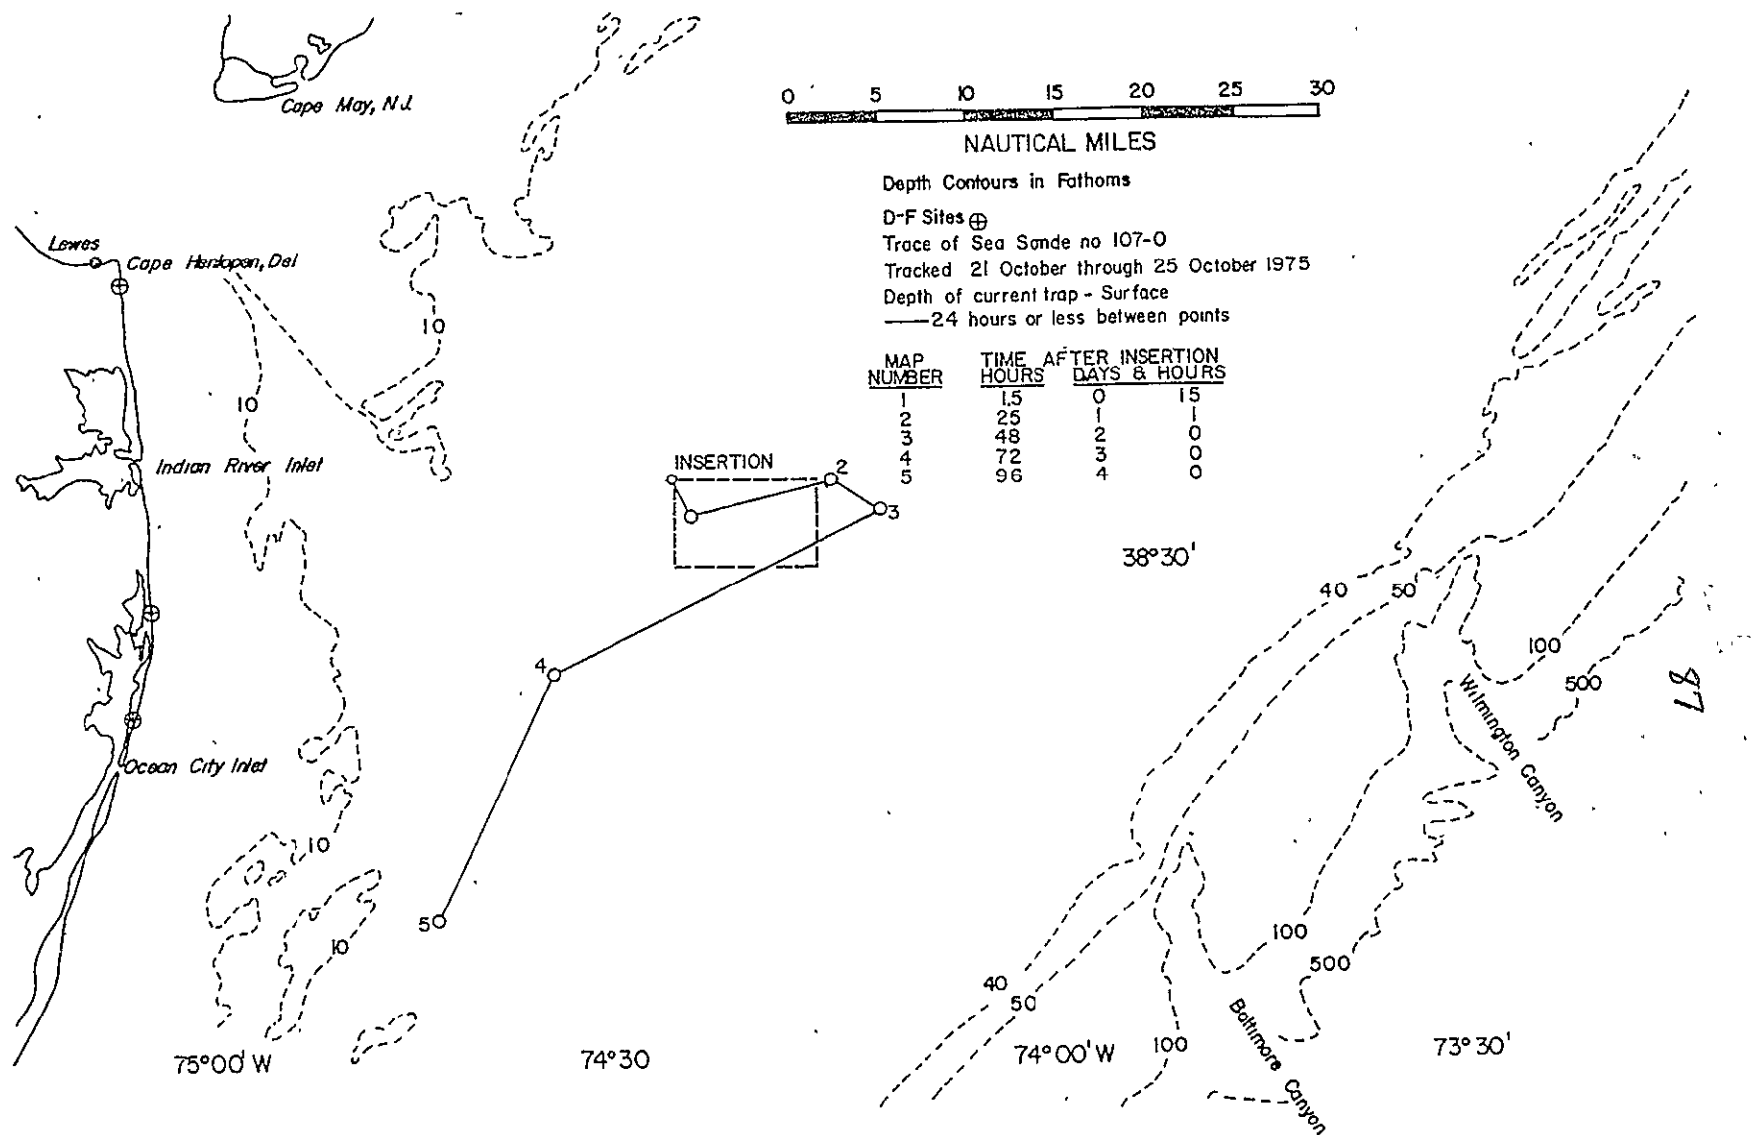 Cape May, N.J.
0 5 10 15 20 25 30
NAUTICAL MILES
Depth Contours in Fathoms
D-F Sites
Trace of Sea Sonde no 107-0
Tracked 21 October through 25 October 1975
Depth of current trap - Surface
24 hours or less between points
MAP NUMBER TIME AFTER INSERTION
HOURS DAYS & HOURS
1 1.5 0 15
2 25 1 1
3 48 2 0
4 72 3 0
5 96 4 0
Lewes
Cape Henlopen, Del
10
10
Indian River Inlet
INSERTION
2
3
38°30'
40
50
100
500
Wilmington Canyon
87
4
Ocean City Inlet
10
5
10
100
500
40
50
100
Baltimore Canyon
75°00' W
74°30
74°00' W
73°30'